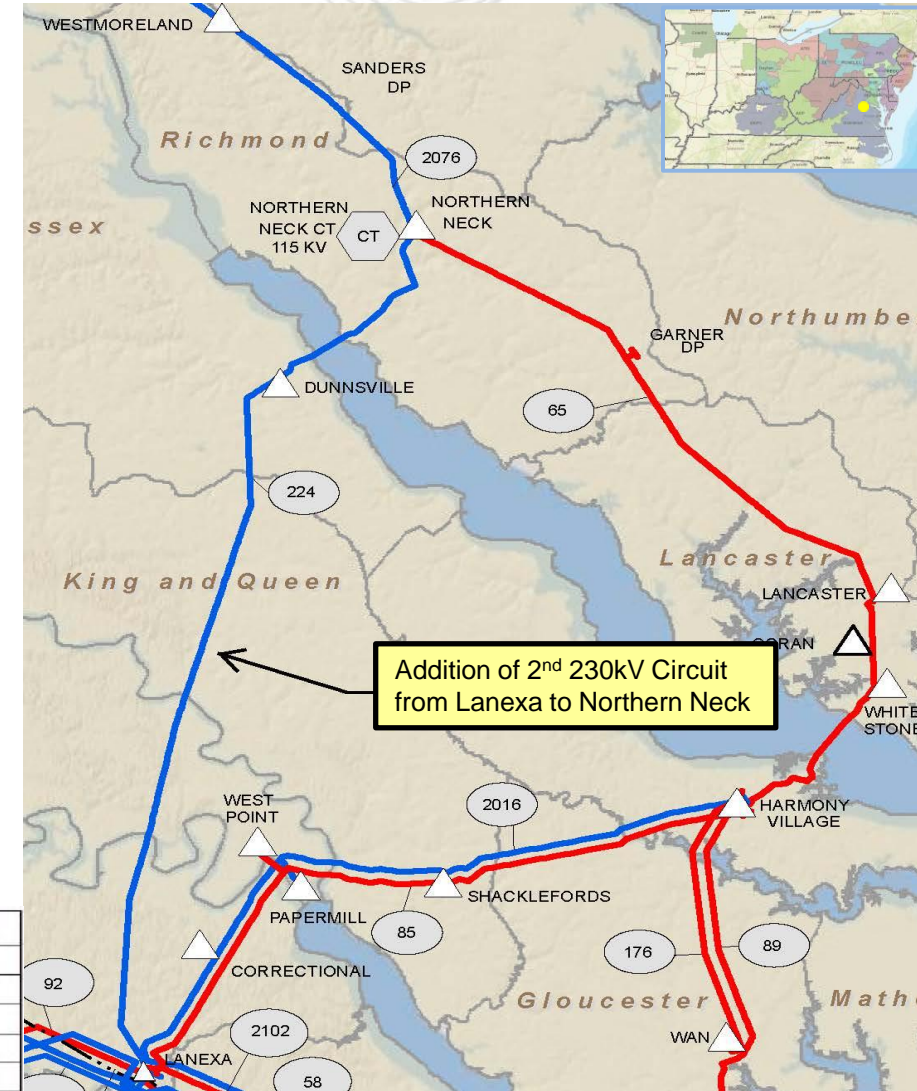 WESTMORELAND
SANDERS
DP
Richmond
2076
NORTHERN
NECK CT
115 KV
CT
NORTHERN
NECK
ssex
Northumbe
GARNER
DP
DUNNSVILLE
65
224
King and Queen
Lancaster
LANCASTER
ORAN
Addition of 2nd 230kV Circuit
from Lanexa to Northern Neck
WHITE
STONE
WEST
POINT
2016
HARMONY
VILLAGE
SHACKLEFORDS
PAPERMILL
85
CORRECTIONAL
176
89
92
Gloucester
Math
2102
WAN
LANEXA
58